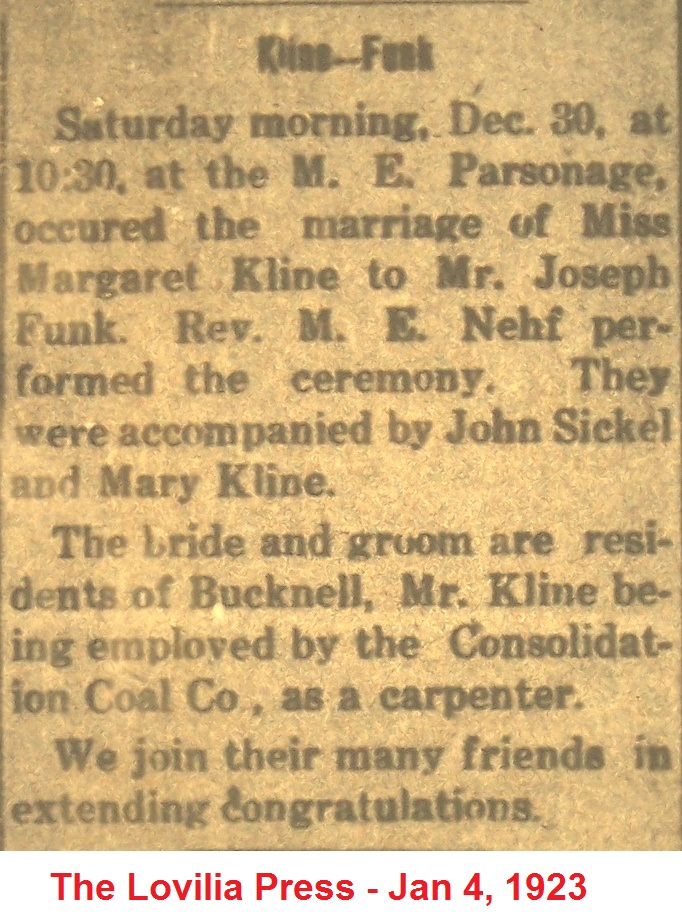 Kline—Funk
Saturday morning, Dec. 30, at
10:30, at the M. E. Parsonage,
occured the marriage of Miss
Margaret Kline to Mr. Joseph
Funk. Rev. M. E. Nehf per-
formed the ceremony. They
were accompanied by John Sickel
and Mary Kline.
The bride and groom are resi-
dents of Bucknell, Mr. Kline be-
ing employed by the Consolidat-
ion Coal Co., as a carpenter.
We join their many friends in
extending congratulations.
The Lovilia Press - Jan 4, 1923